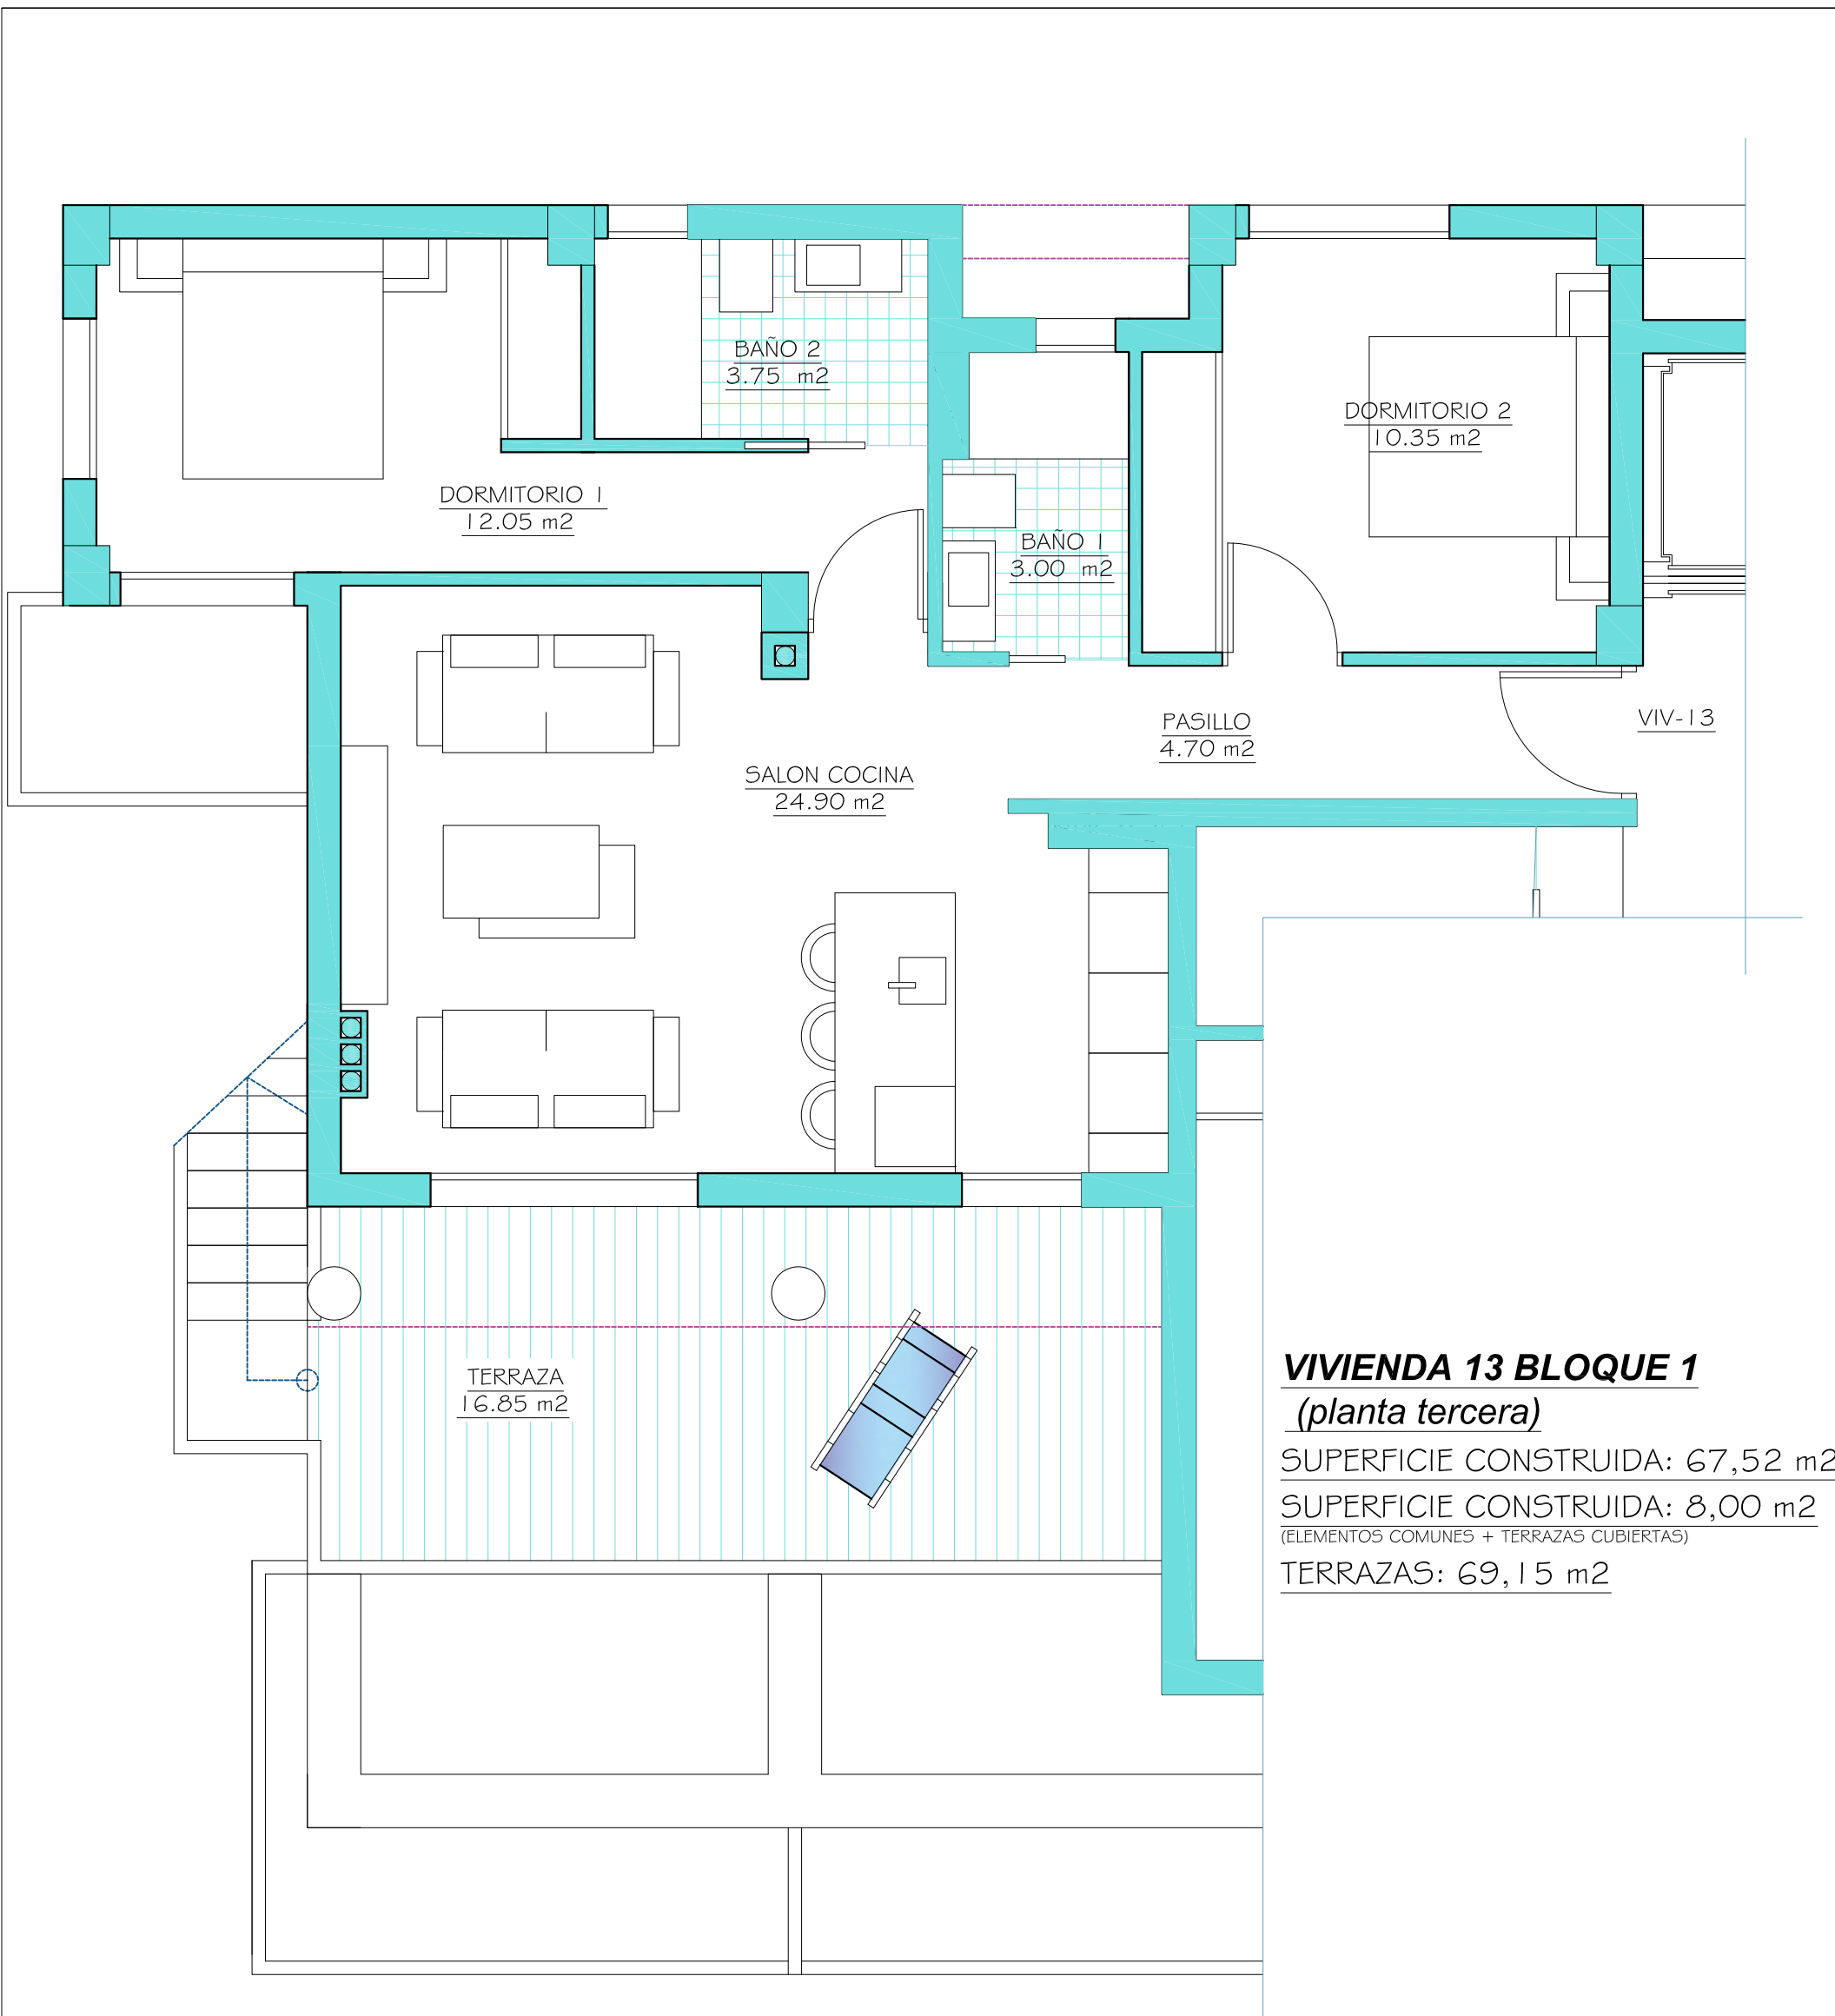 BAÑO 2
3.75 m2
DORMITORIO 2
10.35 m2
DORMITORIO 1
12.05 m2
BAÑO 1
3.00 m2
PASILLO
4.70 m2
VIV-13
SALON COCINA
24.90 m2
TERRAZA
16.85 m2
VIVIENDA 13 BLOQUE 1
(planta tercera)
SUPERFICIE CONSTRUIDA: 67,52 m2
SUPERFICIE CONSTRUIDA: 8,00 m2
(ELEMENTOS COMUNES + TERRAZAS CUBIERTAS)
TERRAZAS: 69,15 m2